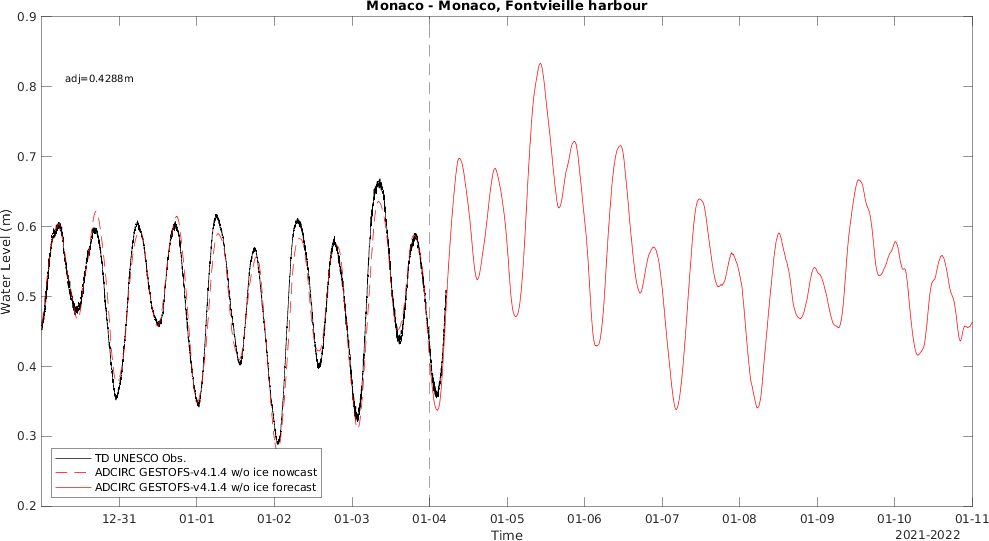 Monaco - Monaco, Fontvieille harbour
0.9
0.8
0.7
0.6
0.5
0.4
0.3
0.2
Water Level (m)
adj=0.4288m
TD UNESCO Obs.
ADCIRC GESTOFS-v4.1.4 w/o ice nowcast
ADCIRC GESTOFS-v4.1.4 w/o ice forecast
12-31 01-01 01-02 01-03 01-04 01-05 01-06 01-07 01-08 01-09 01-10 01-11
Time
2021-2022